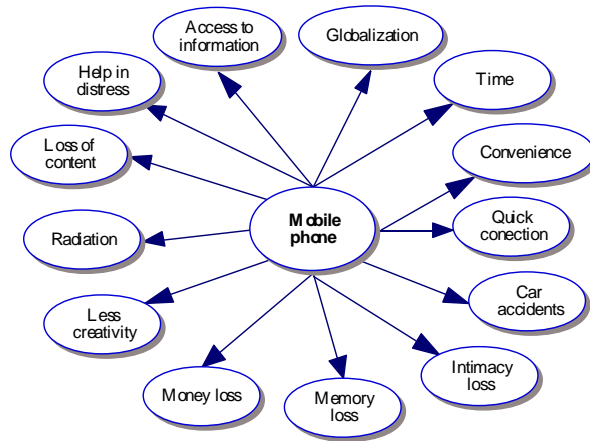 Access to
information
Globalization
Help in
distress
Time
Loss of
content
Convenience
Mobile
phone
Quick
conection
Radiation
Car
accidents
Less
creativity
Intimacy
loss
Money loss
Memory
loss